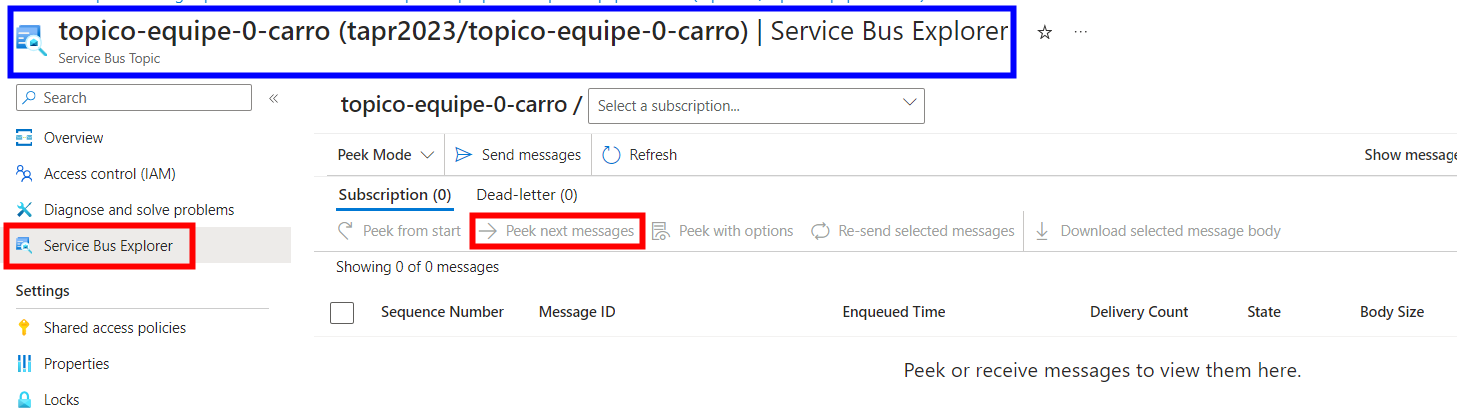 topico-equipe-0-carro (tapr2023/topico-equipe-0-carro) | Service Bus Explorer
Service Bus Topic
Search
Overview
Access control (IAM)
Diagnose and solve problems
Service Bus Explorer
Settings
Shared access policies
Properties
Locks
topico-equipe-0-carro / Select a subscription...
Peek Mode Send messages Refresh Show message
Subscription (0) Dead-letter (0)
Peek from start Peek next messages Peek with options Re-send selected messages Download selected message body
Showing 0 of 0 messages
Sequence Number Message ID Enqueued Time Delivery Count State Body Size
Peek or receive messages to view them here.